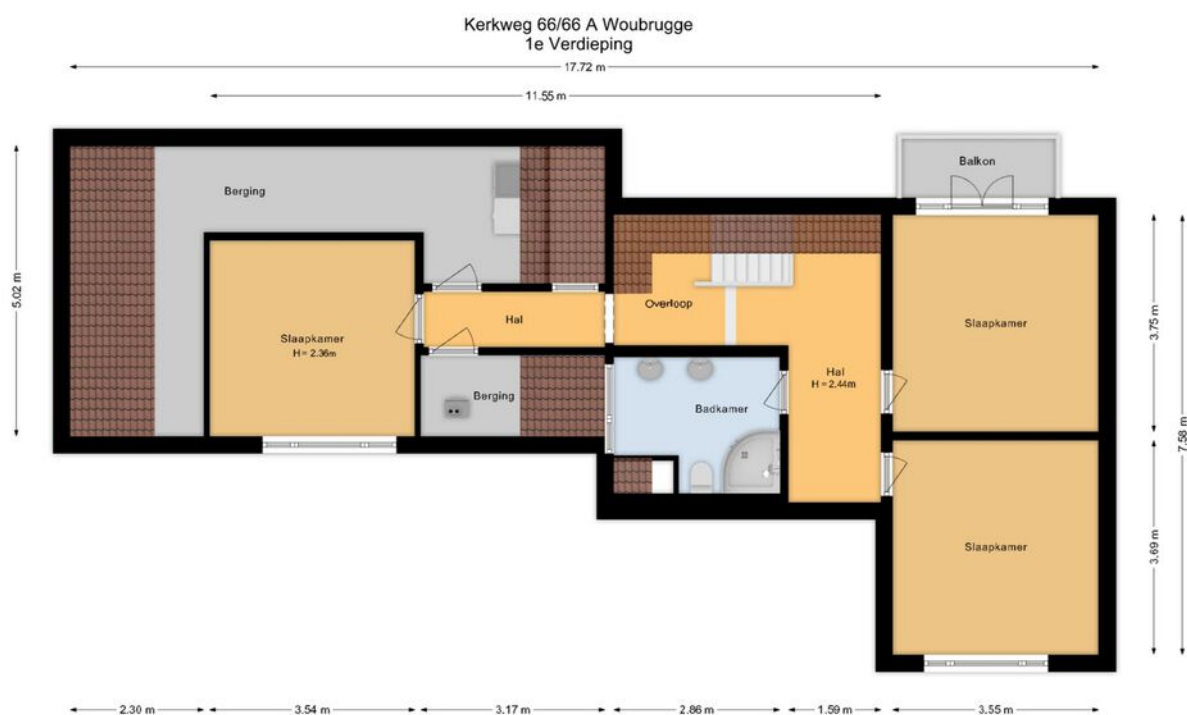 Kerkweg 66/66 A Woubrugge
1e Verdieping
17.72 m
11.55 m
Balkon
Berging
5.02 m
Overloop
Hal
Slaapkamer
H = 2.36m
Slaapkamer
3.75 m
Hal
H = 2.44m
Berging
Badkamer
7.58 m
Slaapkamer
3.69 m
2.30 m
3.54 m
3.17 m
2.86 m
1.59 m
3.55 m